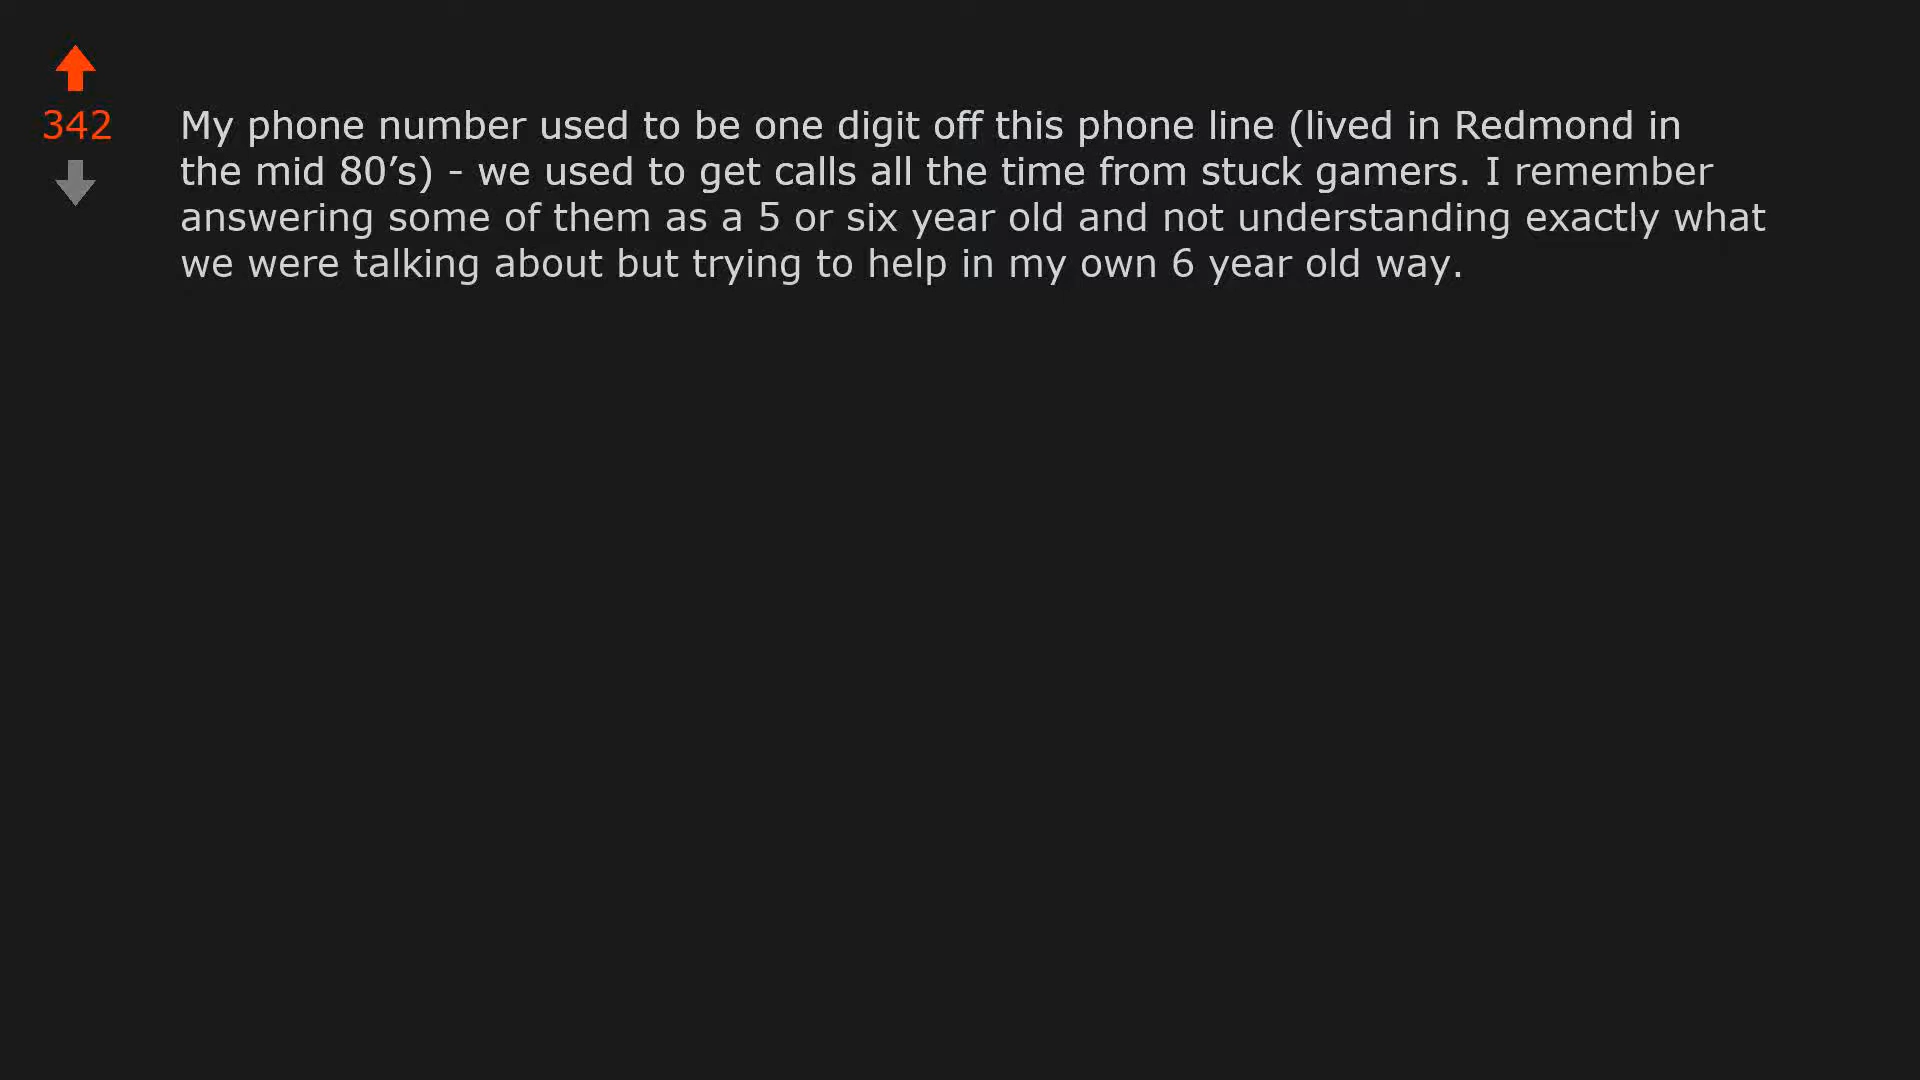 342
My phone number used to be one digit off this phone line (lived in Redmond in
the mid 80’s) - we used to get calls all the time from stuck gamers. I remember
answering some of them as a 5 or six year old and not understanding exactly what
we were talking about but trying to help in my own 6 year old way.